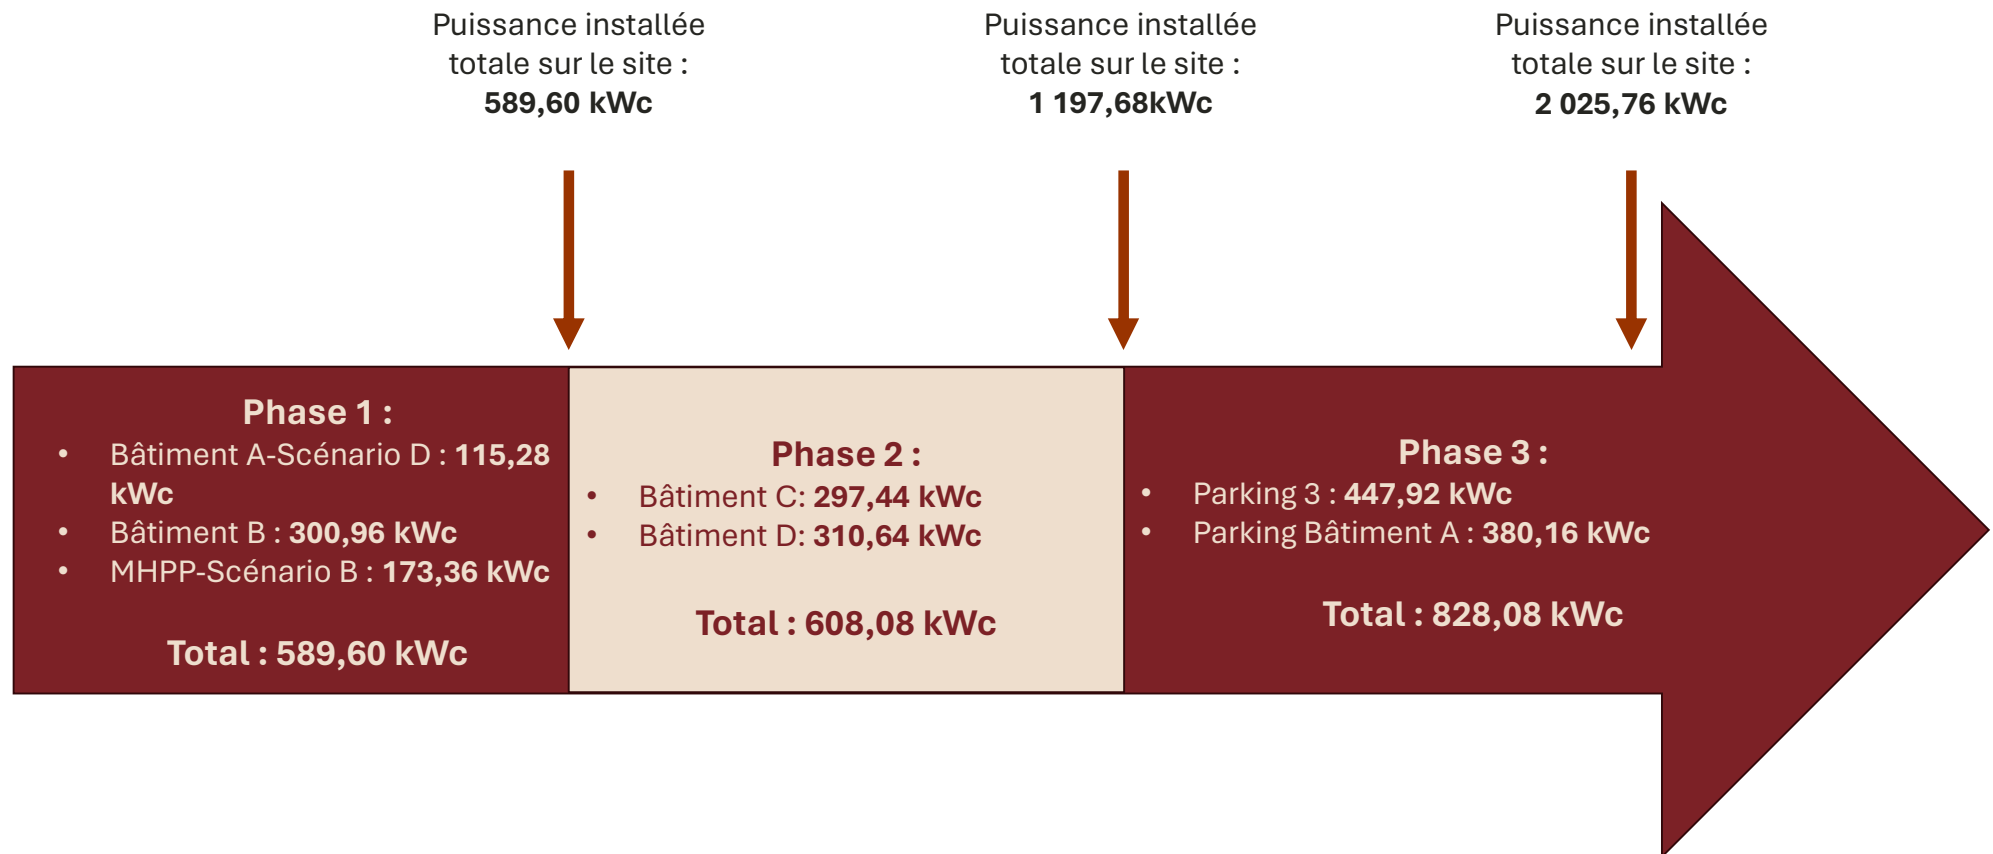 Puissance installée
totale sur le site :
589,60 kWc
Puissance installée
totale sur le site :
1 197,68kWc
Puissance installée
totale sur le site :
2 025,76 kWc
Phase 1 :
• Bâtiment A-Scénario D : 115,28
kWc
• Bâtiment B : 300,96 kWc
• MHPP-Scénario B : 173,36 kWc
Total : 589,60 kWc
Phase 2 :
• Bâtiment C: 297,44 kWc
• Bâtiment D: 310,64 kWc
Total : 608,08 kWc
Phase 3 :
• Parking 3 : 447,92 kWc
• Parking Bâtiment A : 380,16 kWc
Total : 828,08 kWc